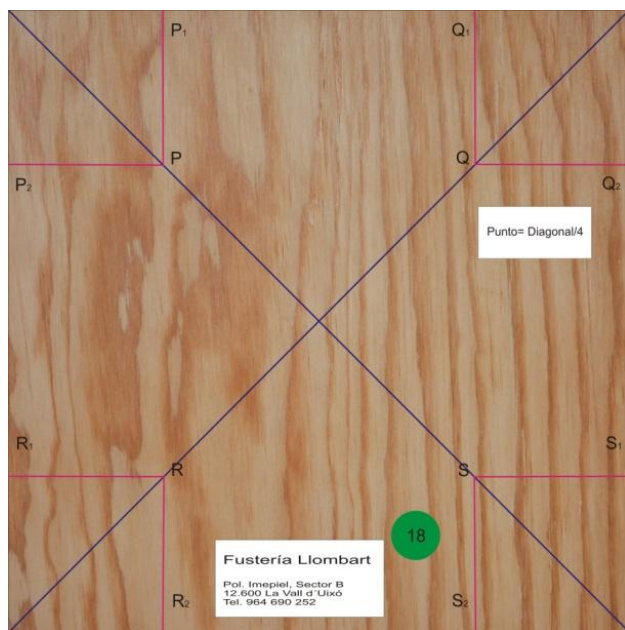 P₁
Q₁
P
Q
P₂
Q₂
Punto= Diagonal/4
R₁
S₁
R
S
18
Fustería Llombart
Pol. Imepiel, Sector B
12.600 La Vall d´Uixó
Tel. 964 690 252
R₂
S₂